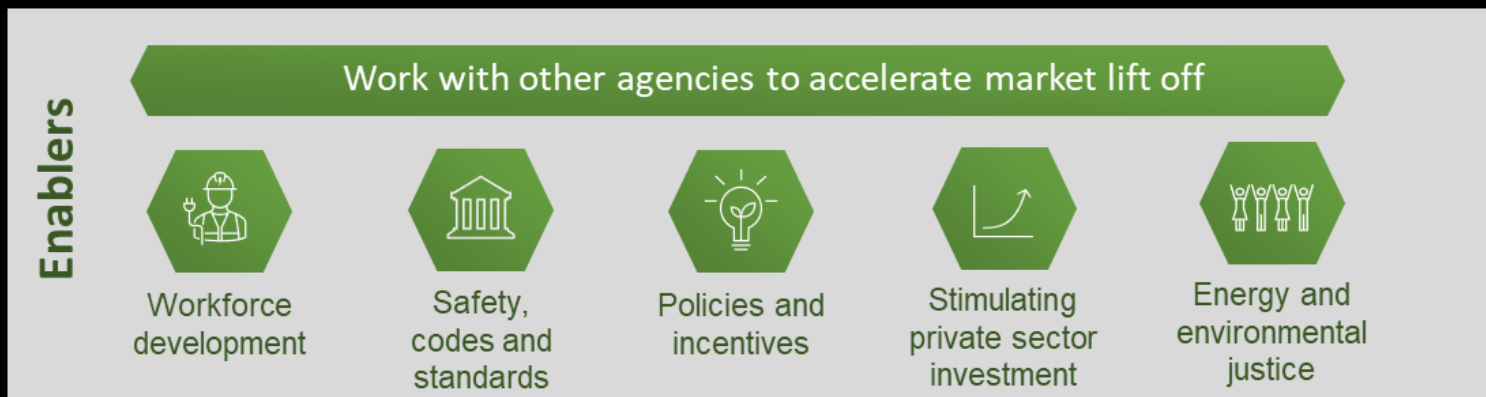 Enablers
Work with other agencies to accelerate market lift off
Workforce
development
Safety,
codes and
standards
Policies and
incentives
Stimulating
private sector
investment
Energy and
environmental
justice